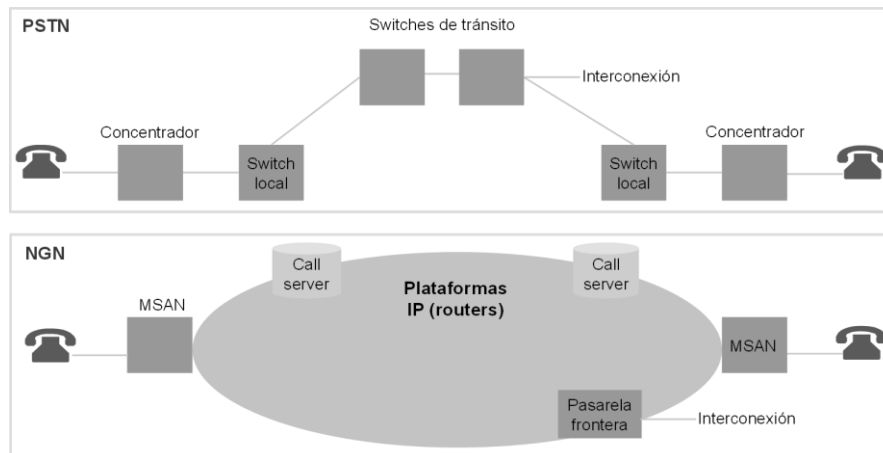 PSTN
Switches de tránsito
Interconexión
Concentrador
Concentrador
Switch
local
Switch
local
NGN
Call
server
Call
server
Plataformas
IP (routers)
MSAN
MSAN
Pasarela
frontera
Interconexión